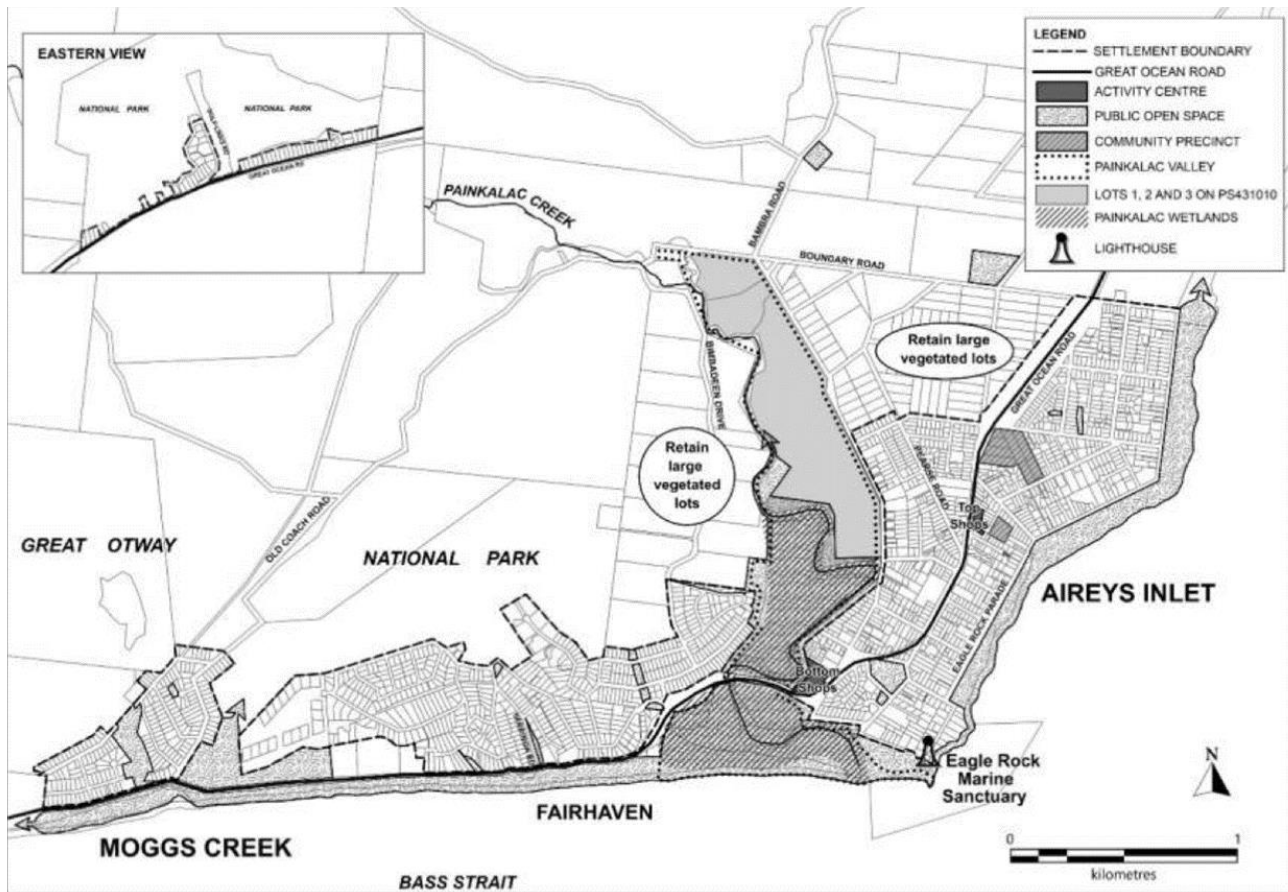 EASTERN VIEW
NATIONAL PARK
NATIONAL PARK
GREAT OCEAN RD
LEGEND
SETTLEMENT BOUNDARY
GREAT OCEAN ROAD
ACTIVITY CENTRE
PUBLIC OPEN SPACE
COMMUNITY PRECINCT
PAINKALAC VALLEY
LOTS 1, 2 AND 3 ON PS431010
PAINKALAC WETLANDS
LIGHTHOUSE
PAINKALAC CREEK
BAMBRA ROAD
BOUNDARY ROAD
BIMBADEEN DRIVE
Retain large
vegetated lots
GREAT OCEAN ROAD
Retain
large
vegetated
lots
PEARSE ROAD
Top
Shops
OLD COACH ROAD
GREAT OTWAY
NATIONAL PARK
AIREYS INLET
EAGLE ROCK PARADE
Bottom
Shops
Eagle Rock
Marine
Sanctuary
N
FAIRHAVEN
MOGGS CREEK
BASS STRAIT
0 1
kilometres